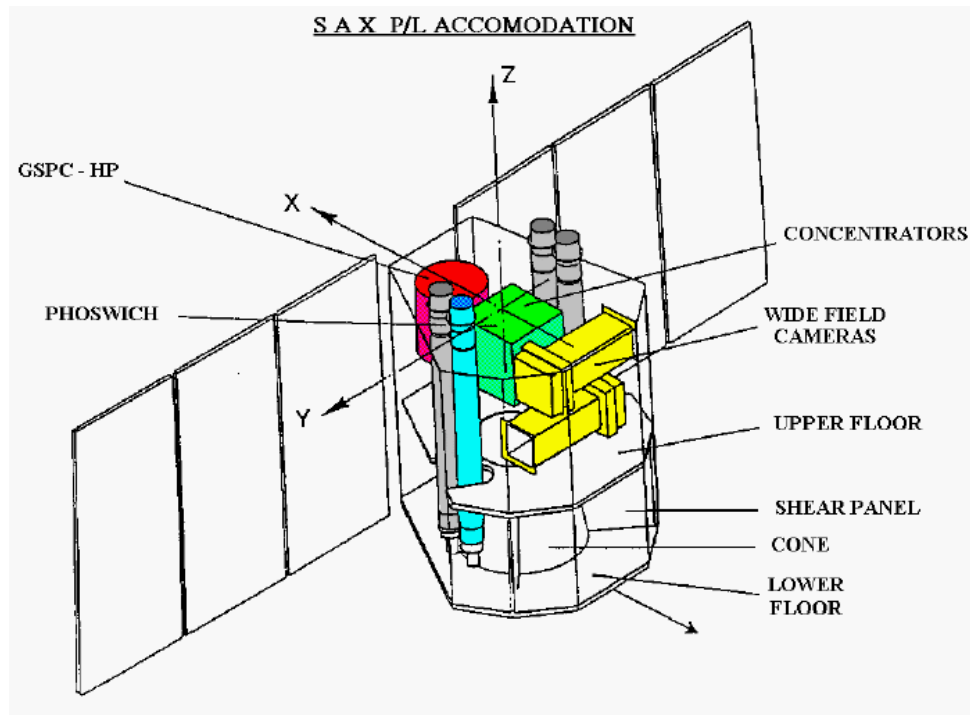 S A X P/L ACCOMODATION
Z
GSPC - HP
X
CONCENTRATORS
PHOSWICH
WIDE FIELD
CAMERAS
Y
UPPER FLOOR
SHEAR PANEL
CONE
LOWER
FLOOR